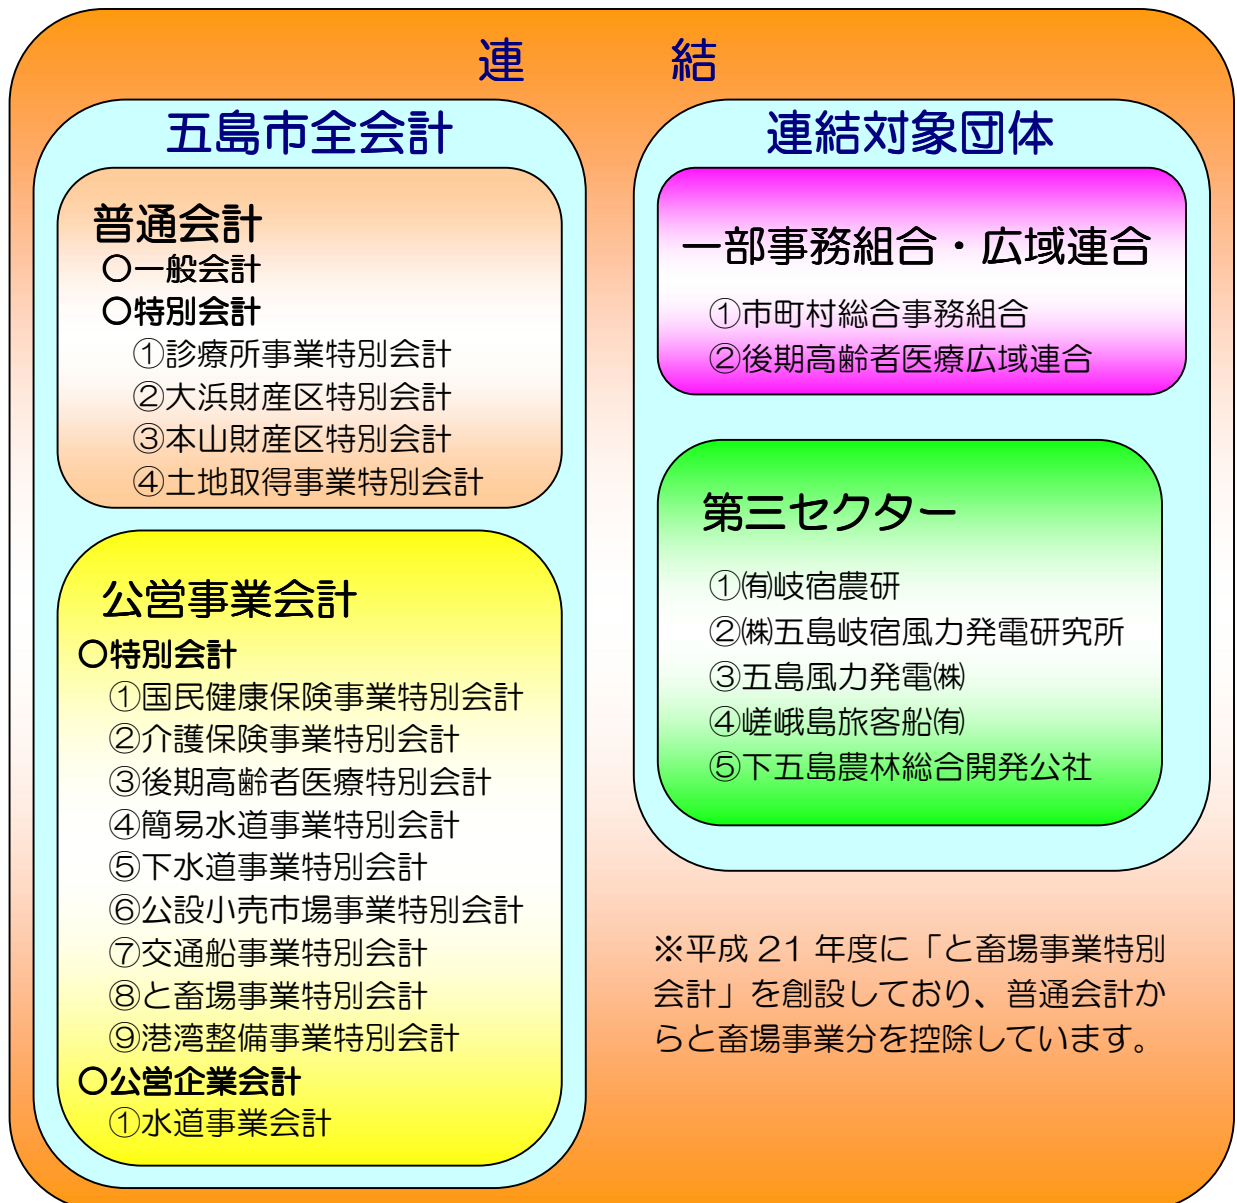 連 結
五島市全会計
普通会計
○一般会計
○特別会計
①診療所事業特別会計
②大浜財産区特別会計
③本山財産区特別会計
④土地取得事業特別会計
公営事業会計
○特別会計
①国民健康保険事業特別会計
②介護保険事業特別会計
③後期高齢者医療特別会計
④簡易水道事業特別会計
⑤下水道事業特別会計
⑥公設小売市場事業特別会計
⑦交通船事業特別会計
⑧と畜場事業特別会計
⑨港湾整備事業特別会計
○公営企業会計
①水道事業会計
連結対象団体
一部事務組合・広域連合
①市町村総合事務組合
②後期高齢者医療広域連合
第三セクター
①㈲岐宿農研
②㈱五島岐宿風力発電研究所
③五島風力発電㈱
④嵯峨島旅客船㈲
⑤下五島農林総合開発公社
※平成 21 年度に「と畜場事業特別
会計」を創設しており、普通会計か
らと畜場事業分を控除しています。